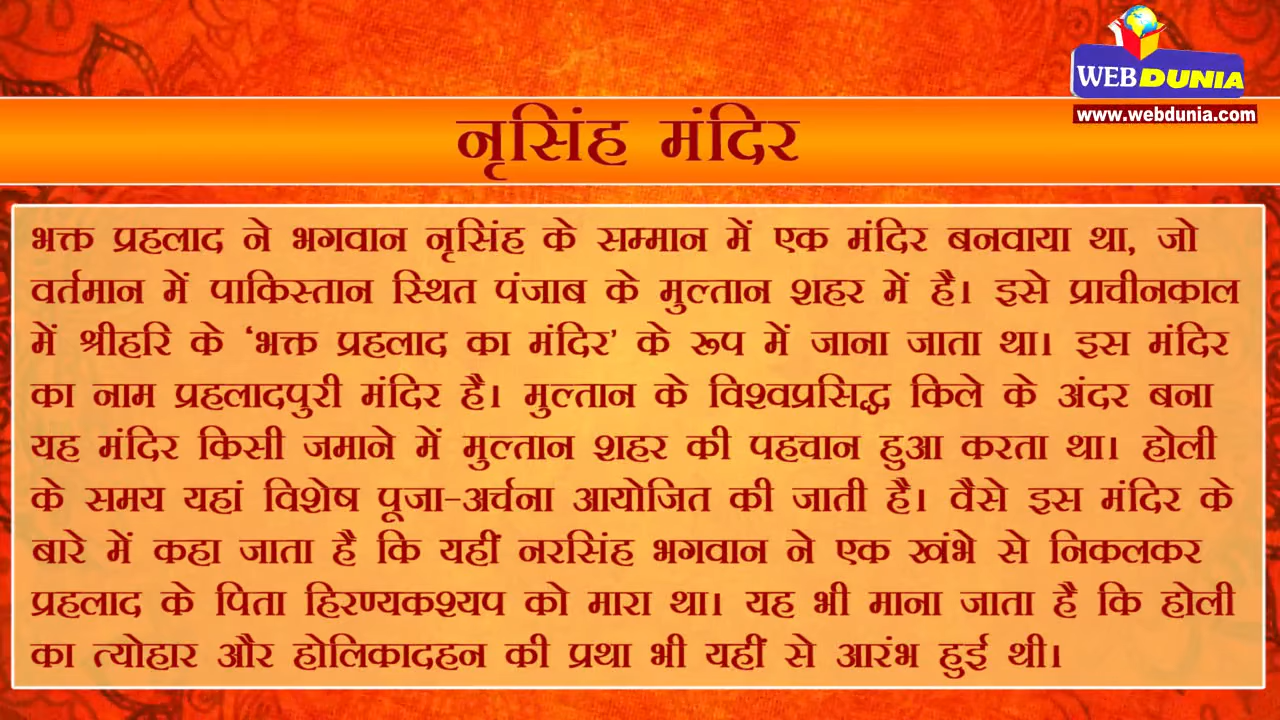 WEBDUNIA
www.webdunia.com
नृसिंह मंदिर
भक्त प्रहलाद ने भगवान नृसिंह के सम्मान में एक मंदिर बनवाया था, जो
वर्तमान में पाकिस्तान स्थित पंजाब के मुल्तान शहर में है। इसे प्राचीनकाल
में श्रीहरि के ‘भक्त प्रहलाद का मंदिर’ के रूप में जाना जाता था। इस मंदिर
का नाम प्रहलादपुरी मंदिर है। मुल्तान के विश्वप्रसिद्ध किले के अंदर बना
यह मंदिर किसी जमाने में मुल्तान शहर की पहचान हुआ करता था। होली
के समय यहां विशेष पूजा-अर्चना आयोजित की जाती है। वैसे इस मंदिर के
बारे में कहा जाता है कि यहीं नरसिंह भगवान ने एक खंभे से निकलकर
प्रहलाद के पिता हिरण्यकश्यप को मारा था। यह भी माना जाता है कि होली
का त्योहार और होलिकादहन की प्रथा भी यहीं से आरंभ हुई थी।